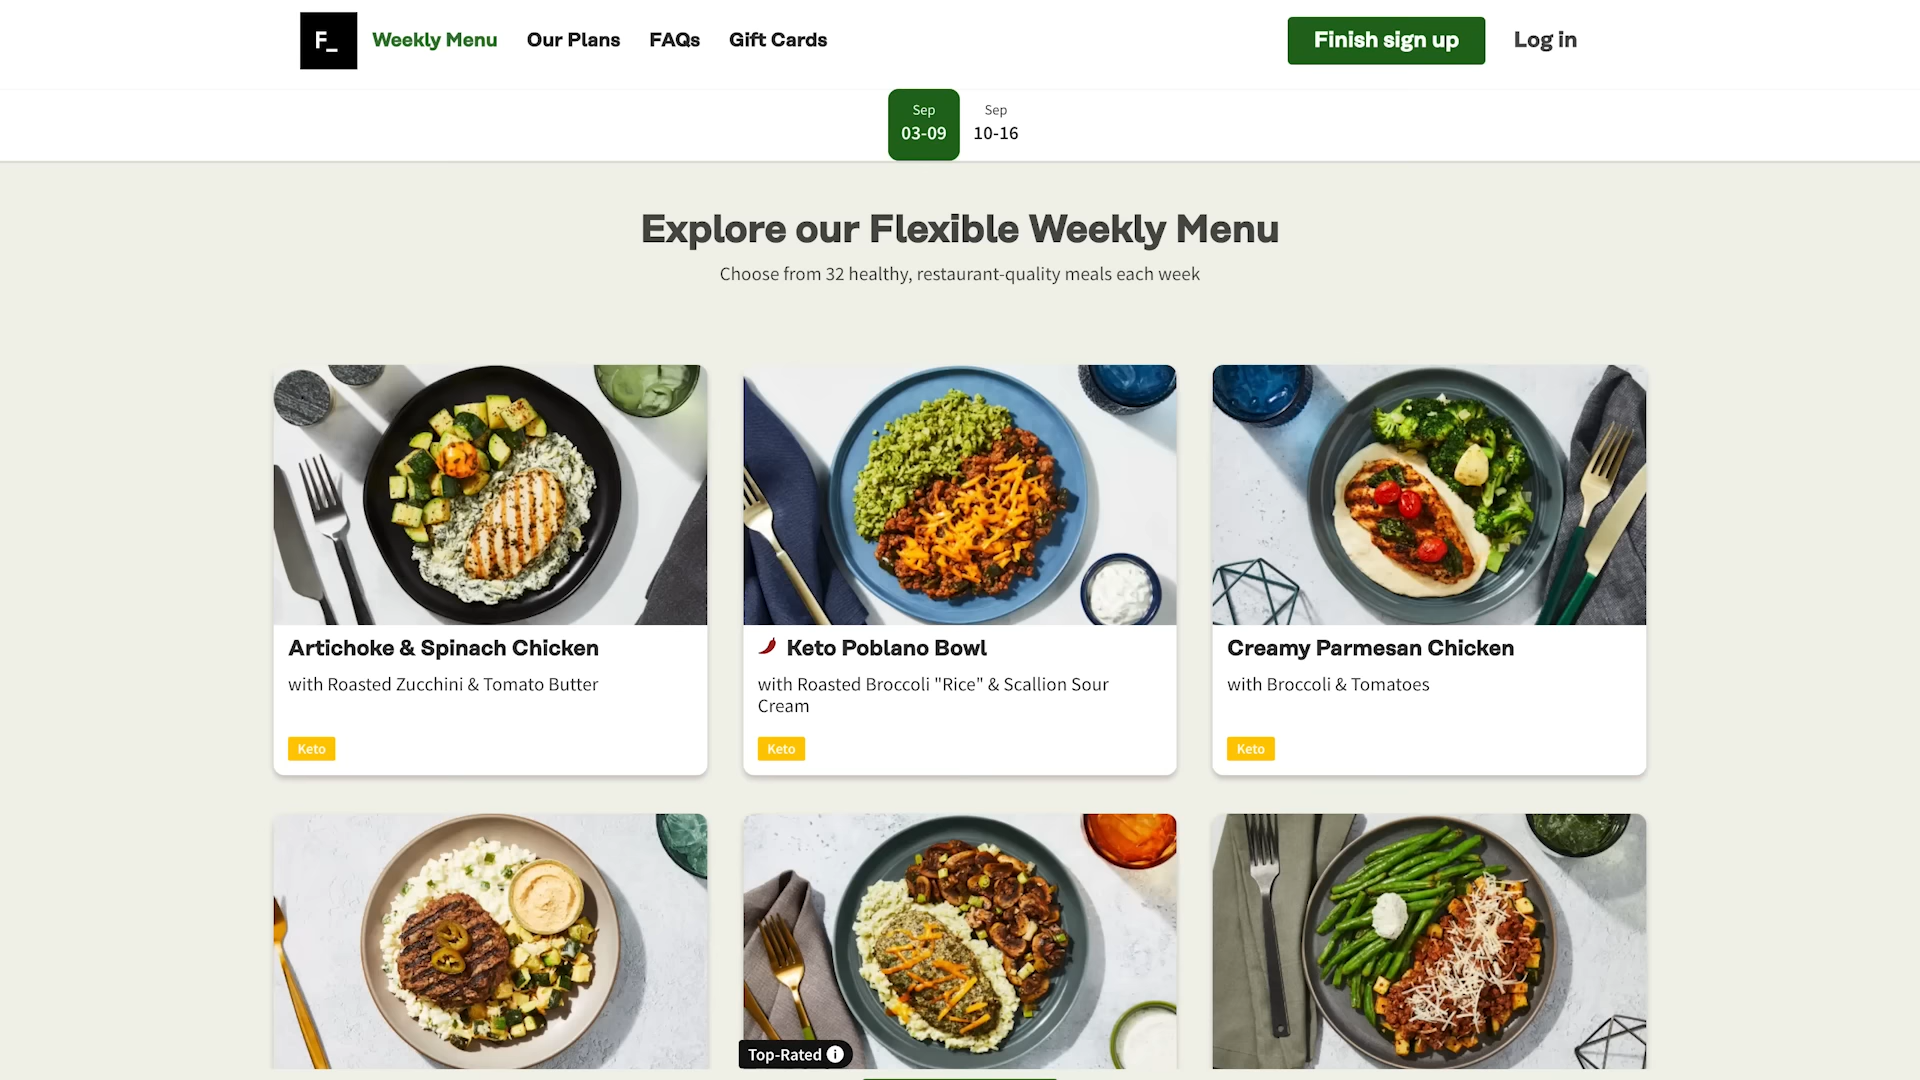 F_
Weekly Menu
Our Plans
FAQs
Gift Cards
Finish sign up
Log in
Sep
03-09
Sep
10-16
Explore our Flexible Weekly Menu
Choose from 32 healthy, restaurant-quality meals each week
Artichoke & Spinach Chicken
with Roasted Zucchini & Tomato Butter
Keto
Keto Poblano Bowl
with Roasted Broccoli "Rice" & Scallion Sour
Cream
Keto
Creamy Parmesan Chicken
with Broccoli & Tomatoes
Keto
Top-Rated i